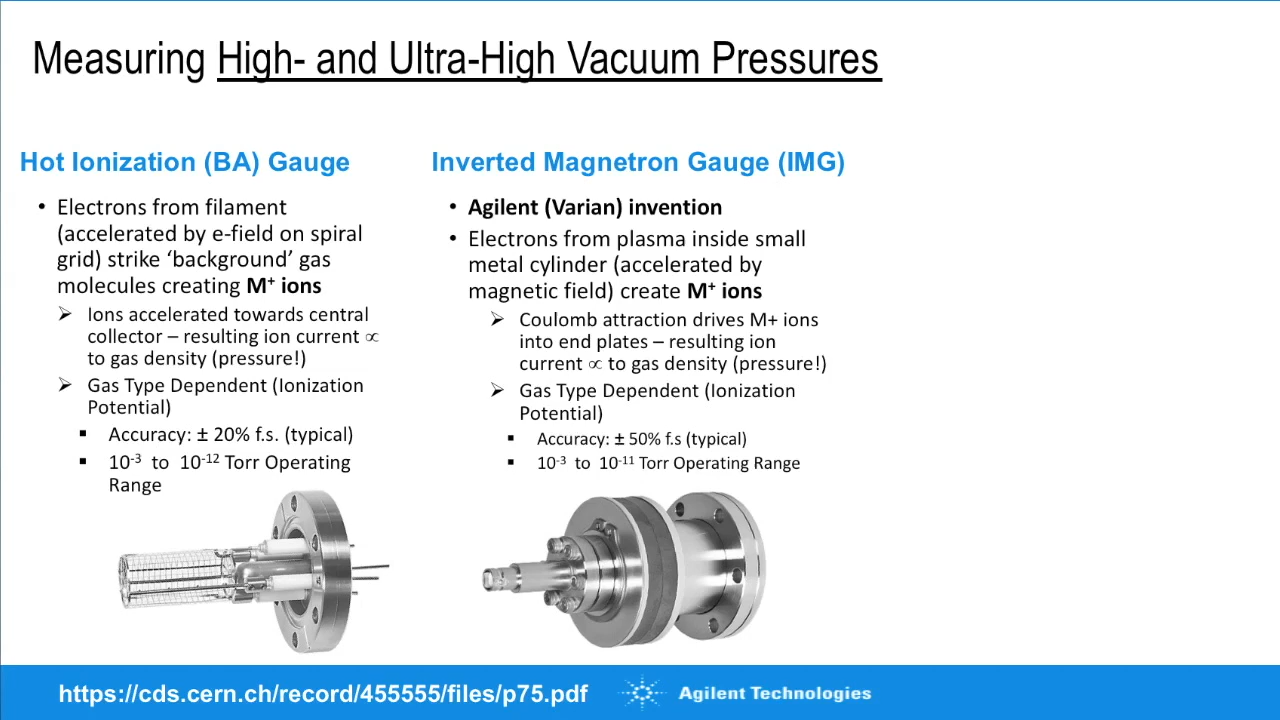 Measuring High- and Ultra-High Vacuum Pressures
Hot Ionization (BA) Gauge
• Electrons from filament
(accelerated by e-field on spiral
grid) strike ‘background’ gas
molecules creating M⁺ ions
➢ Ions accelerated towards central
collector – resulting ion current ∝
to gas density (pressure!)
➢ Gas Type Dependent (Ionization
Potential)
▪ Accuracy: ± 20% f.s. (typical)
▪ 10⁻³ to 10⁻¹² Torr Operating
Range
Inverted Magnetron Gauge (IMG)
• Agilent (Varian) invention
• Electrons from plasma inside small
metal cylinder (accelerated by
magnetic field) create M⁺ ions
➢ Coulomb attraction drives M+ ions
into end plates – resulting ion
current ∝ to gas density (pressure!)
➢ Gas Type Dependent (Ionization
Potential)
▪ Accuracy: ± 50% f.s (typical)
▪ 10⁻³ to 10⁻¹¹ Torr Operating Range
https://cds.cern.ch/record/455555/files/p75.pdf
Agilent Technologies